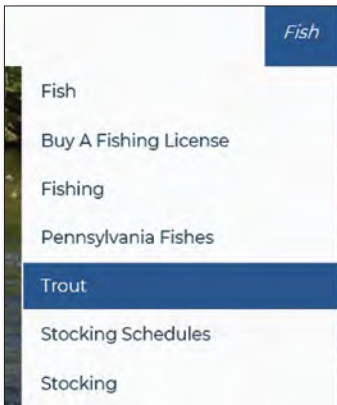 Fish
Fish
Buy A Fishing License
Fishing
Pennsylvania Fishes
Trout
Stocking Schedules
Stocking